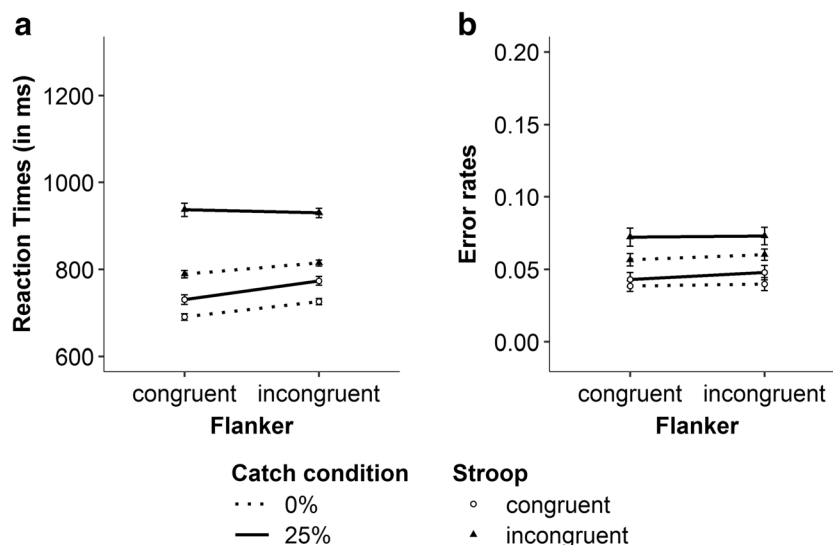 a
Reaction Times (in ms)
1200
1000
800
600
congruent incongruent
Flanker
b
Error rates
0.20
0.15
0.10
0.05
0.00
congruent incongruent
Flanker
Catch condition
0%
25%
Stroop
congruent
incongruent